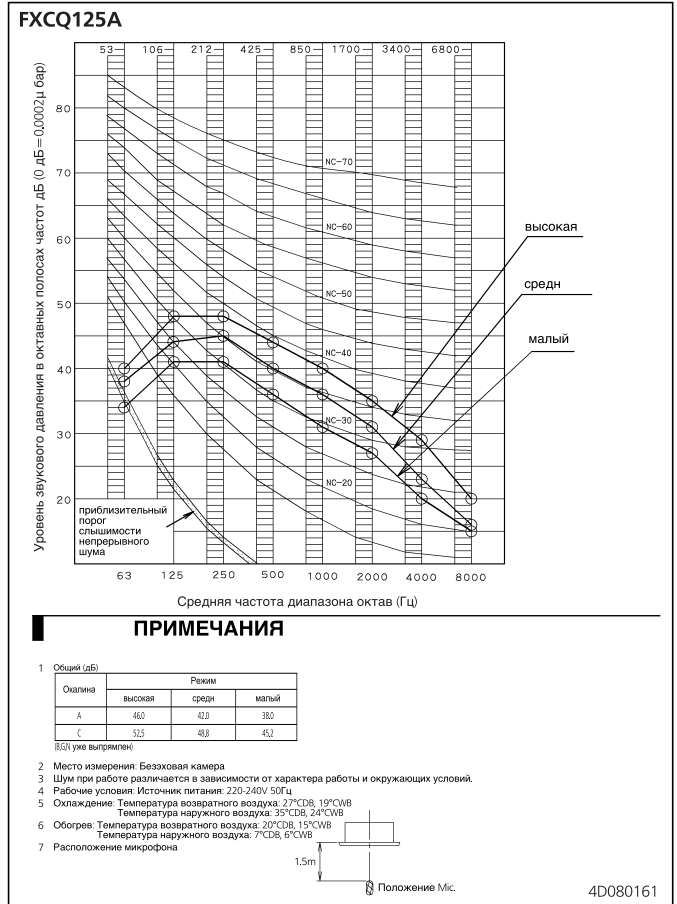 FXCQ125A
53 106 212 425 850 1700 3400 6800
Уровень звукового давления в октавных полосах частот дБ (0 дБ=0.0002µ бар)
80
70
60
50
40
30
20
NC-70
NC-60
NC-50
NC-40
NC-30
NC-20
высокая
средн
малый
приблизительный
порог
слышимости
непрерывного
шума
63 125 250 500 1000 2000 4000 8000
Средняя частота диапазона октав (Гц)
ПРИМЕЧАНИЯ
1 Общий (дБ)
Окалина Режим
высокая средн малый
A 46.0 42.0 38.0
C 52.5 48.8 45.2
(B,G,N уже выпрямлен)
2 Место измерения: Безэховая камера
3 Шум при работе различается в зависимости от характера работы и окружающих условий.
4 Рабочие условия: Источник питания: 220-240V 50Гц
5 Охлаждение: Температура возвратного воздуха: 27°CDB, 19°CWB
Температура наружного воздуха: 35°CDB, 24°CWB
6 Обогрев: Температура возвратного воздуха: 20°CDB, 15°CWB
Температура наружного воздуха: 7°CDB, 6°CWB
7 Расположение микрофона
1.5m
Положение Mic.
4D080161